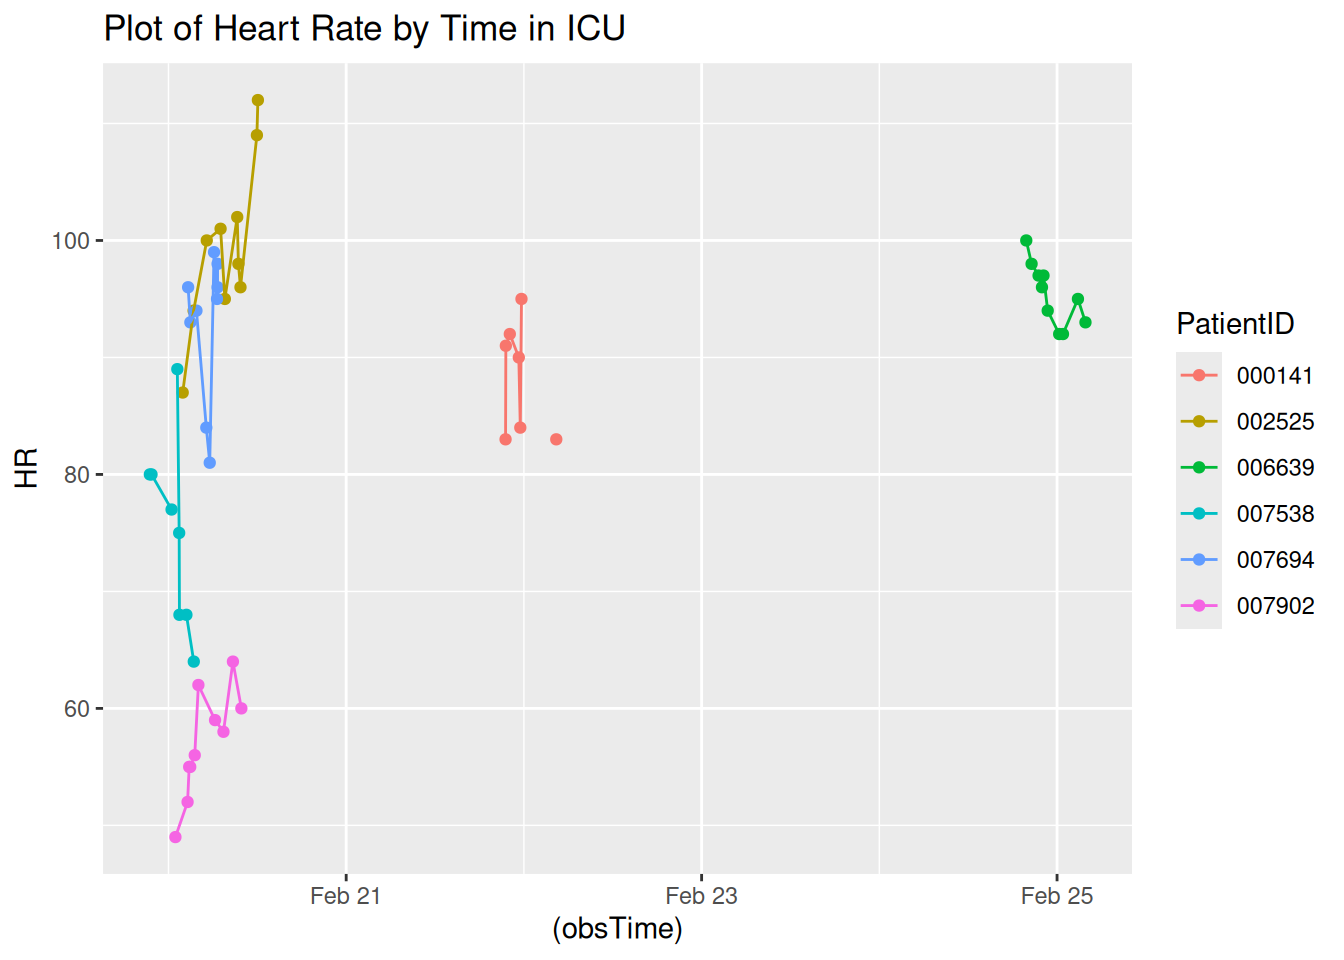 Plot of Heart Rate by Time in ICU
HR
100
80
60
Feb 21
Feb 23
Feb 25
(obsTime)
PatientID
000141
002525
006639
007538
007694
007902